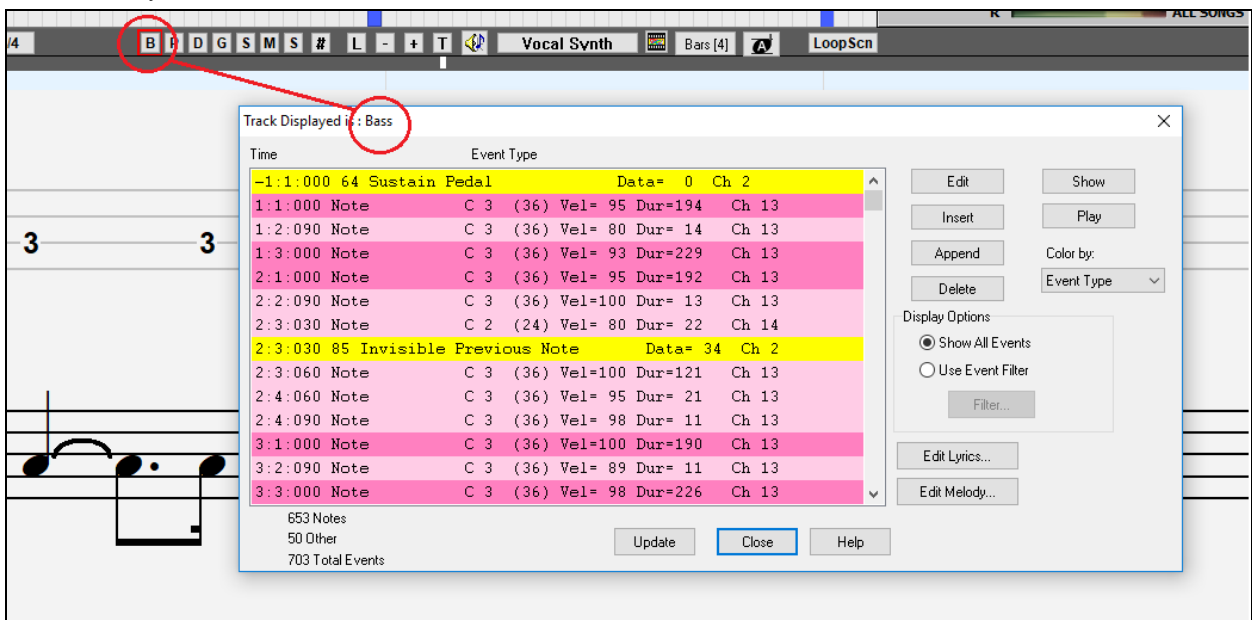 R ALL SONGS
/4 B P D G S M S # L - + T Vocal Synth Bars [4] A LoopScn
Track Displayed is : Bass
Time Event Type
-1:1:000 64 Sustain Pedal Data= 0 Ch 2
1:1:000 Note C 3 (36) Vel= 95 Dur=194 Ch 13
1:2:090 Note C 3 (36) Vel= 80 Dur= 14 Ch 13
1:3:000 Note C 3 (36) Vel= 93 Dur=229 Ch 13
2:1:000 Note C 3 (36) Vel= 95 Dur=192 Ch 13
2:2:090 Note C 3 (36) Vel=100 Dur= 13 Ch 13
2:3:030 Note C 2 (24) Vel= 80 Dur= 22 Ch 14
2:3:030 85 Invisible Previous Note Data= 34 Ch 2
2:3:060 Note C 3 (36) Vel=100 Dur=121 Ch 13
2:4:060 Note C 3 (36) Vel= 95 Dur= 21 Ch 13
2:4:090 Note C 3 (36) Vel= 98 Dur= 11 Ch 13
3:1:000 Note C 3 (36) Vel=100 Dur=190 Ch 13
3:2:090 Note C 3 (36) Vel= 89 Dur= 11 Ch 13
3:3:000 Note C 3 (36) Vel= 98 Dur=226 Ch 13
Edit Show
Insert Play
Append Color by:
Delete Event Type
Display Options
Show All Events
Use Event Filter
Filter...
Edit Lyrics...
Edit Melody...
653 Notes
50 Other
703 Total Events
Update Close Help
3 3